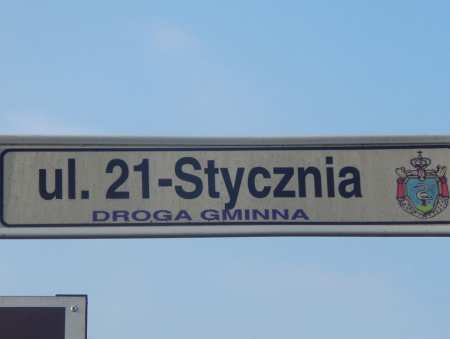 ul. 21-Stycznia
DROGA GMINNA